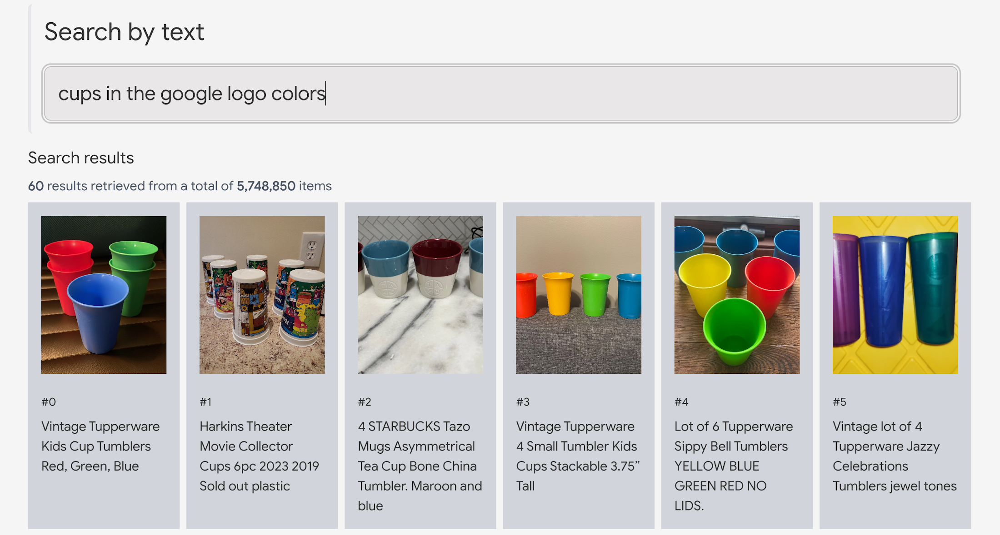 Search by text
cups in the google logo colors
Search results
60 results retrieved from a total of 5,748,850 items
#0
Vintage Tupperware
Kids Cup Tumblers
Red, Green, Blue
#1
Harkins Theater
Movie Collector
Cups 6pc 2023 2019
Sold out plastic
#2
4 STARBUCKS Tazo
Mugs Asymmetrical
Tea Cup Bone China
Tumbler. Maroon and
blue
#3
Vintage Tupperware
4 Small Tumbler Kids
Cups Stackable 3.75”
Tall
#4
Lot of 6 Tupperware
Sippy Bell Tumblers
YELLOW BLUE
GREEN RED NO
LIDS.
#5
Vintage lot of 4
Tupperware Jazzy
Celebrations
Tumblers jewel tones